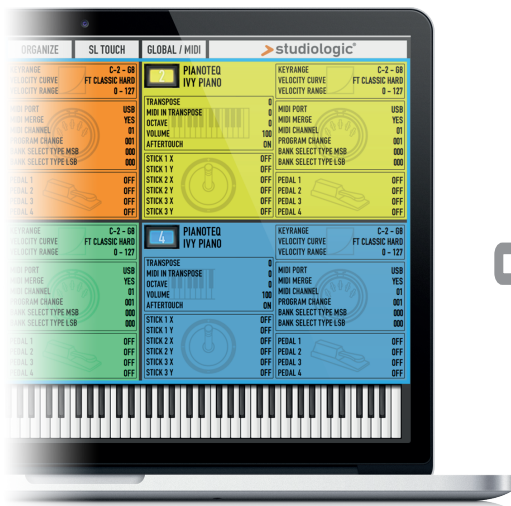 ORGANIZE SL TOUCH GLOBAL / MIDI studiologic®
KEYRANGE C-2 - G8
VELOCITY CURVE FT CLASSIC HARD
VELOCITY RANGE 0 - 127
MIDI PORT USB
MIDI MERGE YES
MIDI CHANNEL 01
PROGRAM CHANGE 001
BANK SELECT TYPE MSB 000
BANK SELECT TYPE LSB 000
PEDAL 1 OFF
PEDAL 2 OFF
PEDAL 3 OFF
PEDAL 4 OFF
2 PIANOTEQ
IVY PIANO
TRANSPOSE 0
MIDI IN TRANSPOSE 0
OCTAVE 0
VOLUME 100
AFTERTOUCH ON
STICK 1 X OFF
STICK 1 Y OFF
STICK 2 X OFF
STICK 2 Y OFF
STICK 3 X OFF
STICK 3 Y OFF
KEYRANGE C-2 - G8
VELOCITY CURVE FT CLASSIC HARD
VELOCITY RANGE 0 - 127
MIDI PORT USB
MIDI MERGE YES
MIDI CHANNEL 01
PROGRAM CHANGE 001
BANK SELECT TYPE MSB 000
BANK SELECT TYPE LSB 000
PEDAL 1 OFF
PEDAL 2 OFF
PEDAL 3 OFF
PEDAL 4 OFF
KEYRANGE C-2 - G8
VELOCITY CURVE FT CLASSIC HARD
VELOCITY RANGE 0 - 127
MIDI PORT USB
MIDI MERGE YES
MIDI CHANNEL 01
PROGRAM CHANGE 001
BANK SELECT TYPE MSB 000
BANK SELECT TYPE LSB 000
PEDAL 1 OFF
PEDAL 2 OFF
PEDAL 3 OFF
PEDAL 4 OFF
4 PIANOTEQ
IVY PIANO
TRANSPOSE 0
MIDI IN TRANSPOSE 0
OCTAVE 0
VOLUME 100
AFTERTOUCH ON
STICK 1 X OFF
STICK 1 Y OFF
STICK 2 X OFF
STICK 2 Y OFF
STICK 3 X OFF
STICK 3 Y OFF
KEYRANGE C-2 - G8
VELOCITY CURVE FT CLASSIC HARD
VELOCITY RANGE 0 - 127
MIDI PORT USB
MIDI MERGE YES
MIDI CHANNEL 01
PROGRAM CHANGE 001
BANK SELECT TYPE MSB 000
BANK SELECT TYPE LSB 000
PEDAL 1 OFF
PEDAL 2 OFF
PEDAL 3 OFF
PEDAL 4 OFF